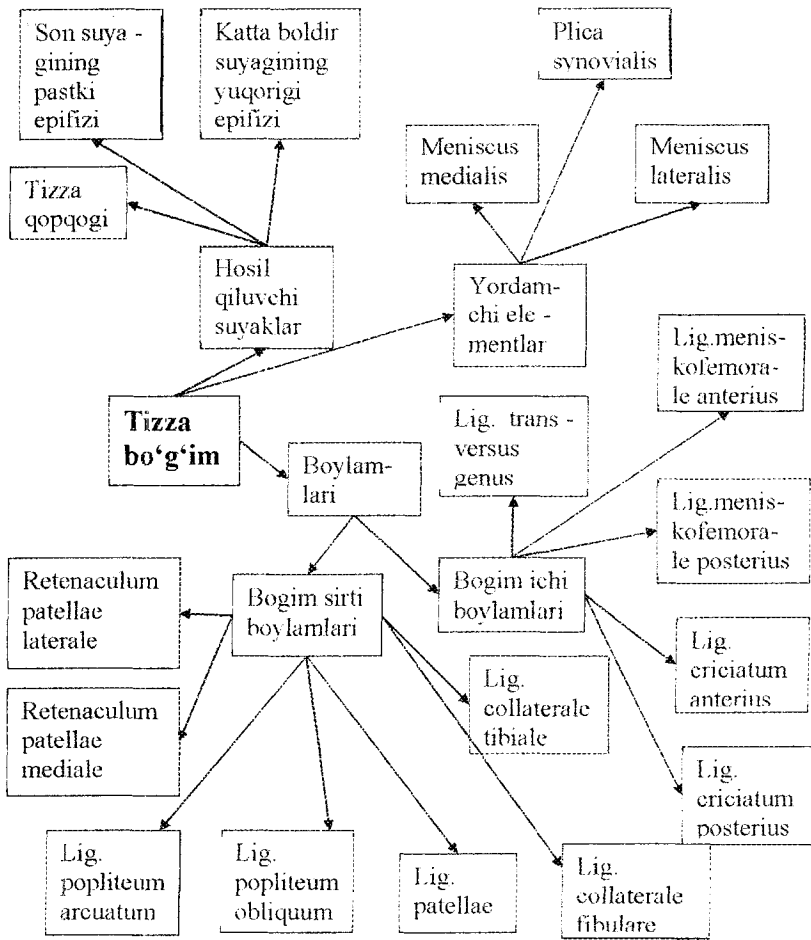 Son suya -
gining
pastki
epifizi
Katta boldir
suyagining
yuqorigi
epifizi
Plica
synovialis
Meniscus
medialis
Meniscus
lateralis
Tizza
qopqogi
Hosil
qiluvchi
suyaklar
Yordam-
chi ele -
mentlar
Lig.menis-
kofemora-
le anterius
Tizza
bo‘g‘im
Lig. trans -
versus
genus
Boylam-
lari
Lig.menis-
kofemora-
le posterius
Retenaculum
patellae
laterale
Bogim sirti
boylamlari
Bogim ichi
boylamlari
Lig.
criciatum
anterius
Lig.
collaterale
tibiale
Retenaculum
patellae
mediale
Lig.
criciatum
posterius
Lig.
popliteum
arcuatum
Lig.
popliteum
obliquum
Lig.
patellae
Lig.
collaterale
fibulare